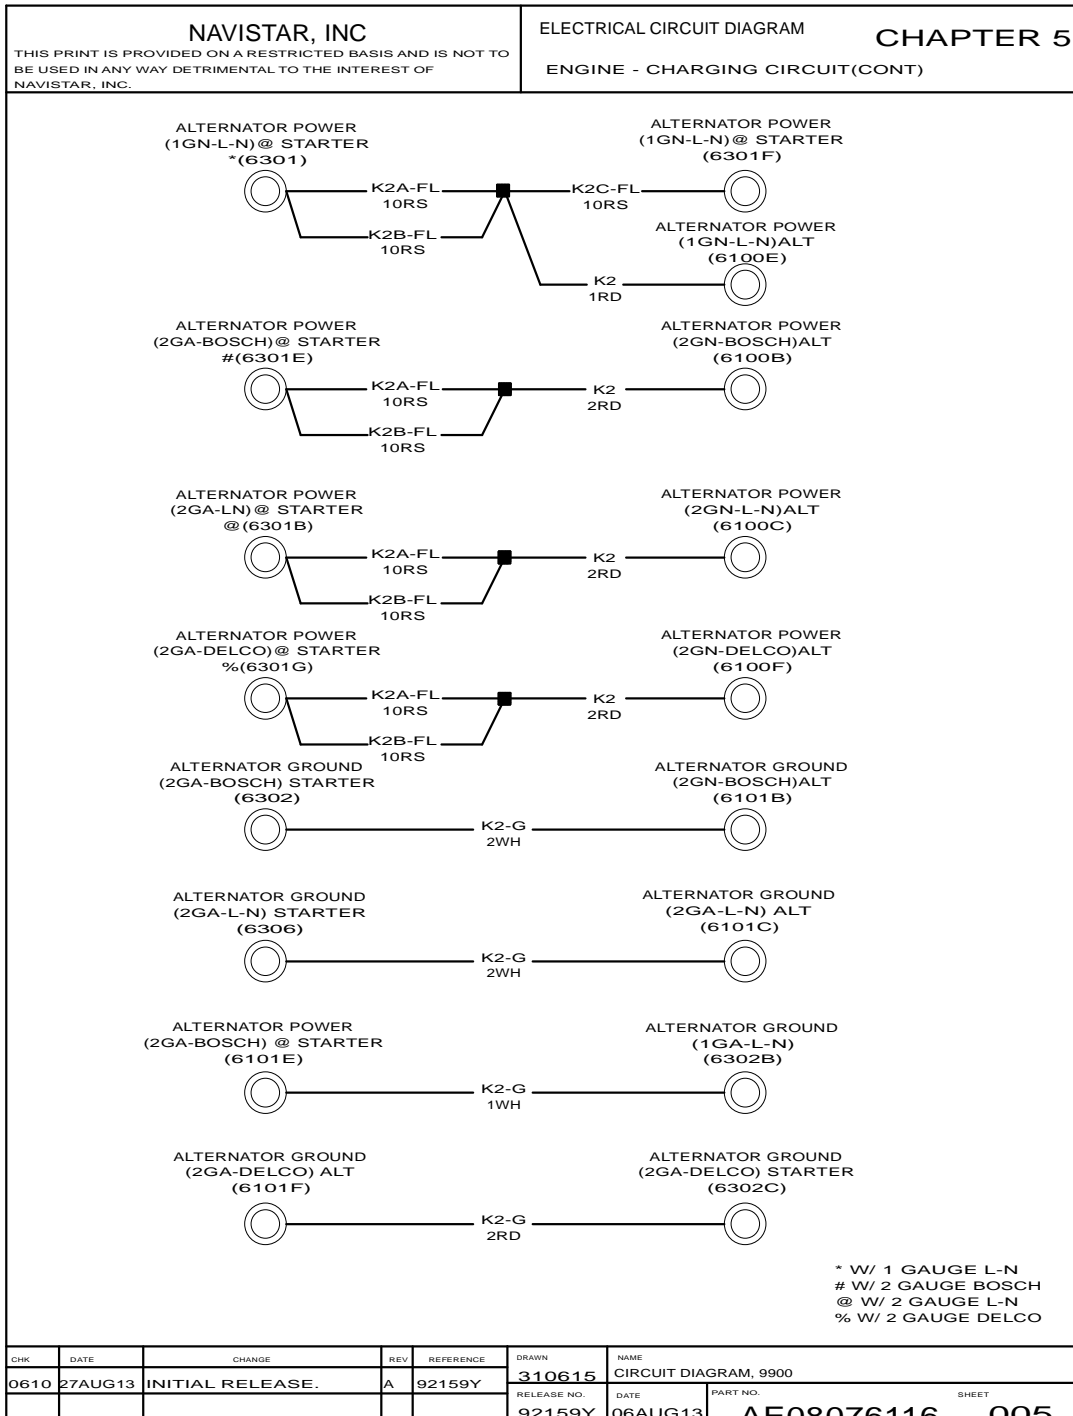 NAVISTAR, INC
THIS PRINT IS PROVIDED ON A RESTRICTED BASIS AND IS NOT TO
BE USED IN ANY WAY DETRIMENTAL TO THE INTEREST OF
NAVISTAR, INC.
ELECTRICAL CIRCUIT DIAGRAM
CHAPTER 5
ENGINE - CHARGING CIRCUIT(CONT)
ALTERNATOR POWER
(1GN-L-N)@ STARTER
*(6301)
K2A-FL
10RS
K2B-FL
10RS
K2C-FL
10RS
ALTERNATOR POWER
(1GN-L-N)@ STARTER
(6301F)
ALTERNATOR POWER
(1GN-L-N)ALT
(6100E)
K2
1RD
ALTERNATOR POWER
(2GA-BOSCH)@ STARTER
#(6301E)
K2A-FL
10RS
K2B-FL
10RS
K2
2RD
ALTERNATOR POWER
(2GN-BOSCH)ALT
(6100B)
ALTERNATOR POWER
(2GA-LN)@ STARTER
@(6301B)
K2A-FL
10RS
K2B-FL
10RS
K2
2RD
ALTERNATOR POWER
(2GN-L-N)ALT
(6100C)
ALTERNATOR POWER
(2GA-DELCO)@ STARTER
%(6301G)
K2A-FL
10RS
K2B-FL
10RS
K2
2RD
ALTERNATOR POWER
(2GN-DELCO)ALT
(6100F)
ALTERNATOR GROUND
(2GA-BOSCH) STARTER
(6302)
K2-G
2WH
ALTERNATOR GROUND
(2GN-BOSCH)ALT
(6101B)
ALTERNATOR GROUND
(2GA-L-N) STARTER
(6306)
K2-G
2WH
ALTERNATOR GROUND
(2GA-L-N) ALT
(6101C)
ALTERNATOR POWER
(2GA-BOSCH) @ STARTER
(6101E)
K2-G
1WH
ALTERNATOR GROUND
(1GA-L-N)
(6302B)
ALTERNATOR GROUND
(2GA-DELCO) ALT
(6101F)
K2-G
2RD
ALTERNATOR GROUND
(2GA-DELCO) STARTER
(6302C)
* W/ 1 GAUGE L-N
# W/ 2 GAUGE BOSCH
@ W/ 2 GAUGE L-N
% W/ 2 GAUGE DELCO
CHK DATE CHANGE REV REFERENCE
0610 27AUG13 INITIAL RELEASE. A 92159Y
DRAWN
310615
NAME
CIRCUIT DIAGRAM, 9900
RELEASE NO.
92159Y
DATE
06AUG13
PART NO.
AE08076116
SHEET
005